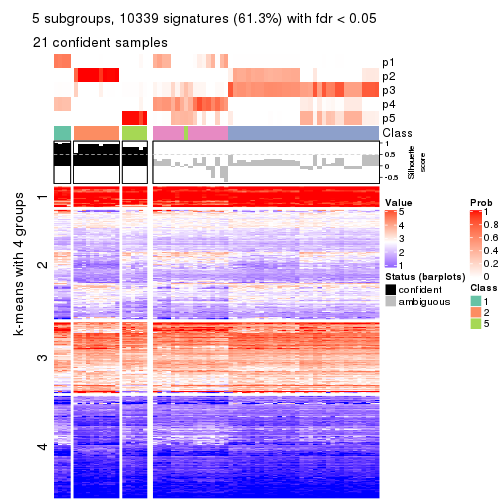 5 subgroups, 10339 signatures (61.3%) with fdr < 0.05
21 confident samples
p1
p2
p3
p4
p5
Class
1
0.5
0
-0.5
Silhouette
score
k-means with 4 groups
1
2
3
4
Value
5
4
3
2
1
Status (barplots)
confident
ambiguous
Prob
1
0.8
0.6
0.4
0.2
0
Class
1
2
5